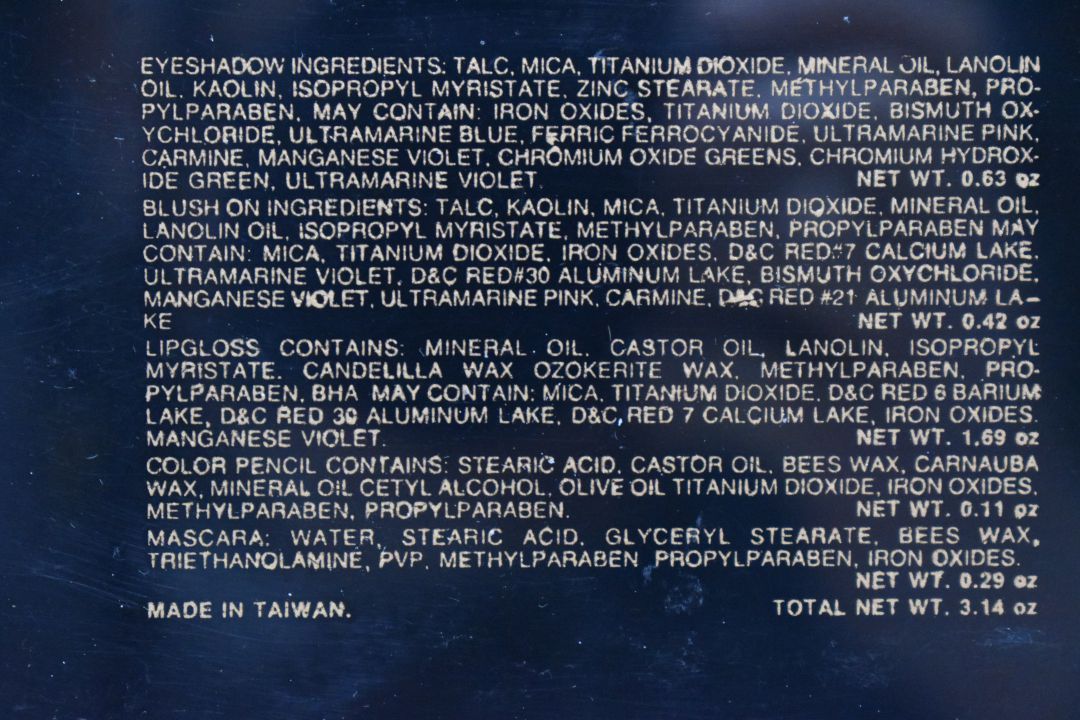 EYESHADOW INGREDIENTS: TALC, MICA, TITANIUM DIOXIDE, MINERAL OIL, LANOLIN
OIL, KAOLIN, ISOPROPYL MYRISTATE, ZINC STEARATE, METHYLPARABEN, PRO-
PYLPARABEN, MAY CONTAIN: IRON OXIDES, TITANIUM DIOXIDE, BISMUTH OX-
YCHLORIDE, ULTRAMARINE BLUE, FERRIC FERROCYANIDE, ULTRAMARINE PINK,
CARMINE, MANGANESE VIOLET, CHROMIUM OXIDE GREENS, CHROMIUM HYDROX-
IDE GREEN, ULTRAMARINE VIOLET. NET WT. 0.63 oz
BLUSH ON INGREDIENTS: TALC, KAOLIN, MICA, TITANIUM DIOXIDE, MINERAL OIL,
LANOLIN OIL, ISOPROPYL MYRISTATE, METHYLPARABEN, PROPYLPARABEN MAY
CONTAIN: MICA, TITANIUM DIOXIDE, IRON OXIDES, D&C RED#7 CALCIUM LAKE,
ULTRAMARINE VIOLET, D&C RED#30 ALUMINUM LAKE, BISMUTH OXYCHLORIDE,
MANGANESE VIOLET, ULTRAMARINE PINK, CARMINE, D&C RED #21 ALUMINUM LA-
KE NET WT. 0.42 oz
LIPGLOSS CONTAINS: MINERAL OIL, CASTOR OIL, LANOLIN, ISOPROPYL
MYRISTATE, CANDELILLA WAX OZOKERITE WAX, METHYLPARABEN, PRO-
PYLPARABEN, BHA MAY CONTAIN: MICA, TITANIUM DIOXIDE, D&C RED 6 BARIUM
LAKE, D&C RED 30 ALUMINUM LAKE, D&C RED 7 CALCIUM LAKE, IRON OXIDES,
MANGANESE VIOLET. NET WT. 1.69 oz
COLOR PENCIL CONTAINS: STEARIC ACID, CASTOR OIL, BEES WAX, CARNAUBA
WAX, MINERAL OIL CETYL ALCOHOL, OLIVE OIL TITANIUM DIOXIDE, IRON OXIDES,
METHYLPARABEN, PROPYLPARABEN. NET WT. 0.11 oz
MASCARA: WATER, STEARIC ACID, GLYCERYL STEARATE, BEES WAX,
TRIETHANOLAMINE, PVP, METHYLPARABEN PROPYLPARABEN, IRON OXIDES.
NET WT. 0.29 oz
MADE IN TAIWAN. TOTAL NET WT. 3.14 oz